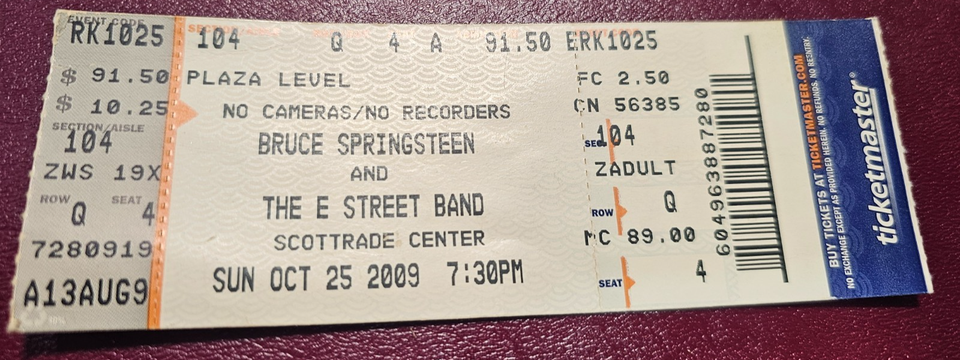 EVENT CODE
RK1025
$ 91.50
$ 10.25
SECTION/AISLE
104
ZWS 19X
ROW SEAT
Q 4
7280919
A13AUG9
104 Q 4 A 91.50 ERK1025
PLAZA LEVEL
NO CAMERAS/NO RECORDERS
BRUCE SPRINGSTEEN
AND
THE E STREET BAND
SCOTTRADE CENTER
SUN OCT 25 2009 7:30PM
FC 2.50
CN 56385
104
ZADULT
ROW Q
MC 89.00
SEAT 4
604963887280
BUY TICKETS AT TICKETMASTER.COM
NO EXCHANGE EXCEPT AS PROVIDED HEREIN. NO REFUNDS. NO REENTRY.
ticketmaster®